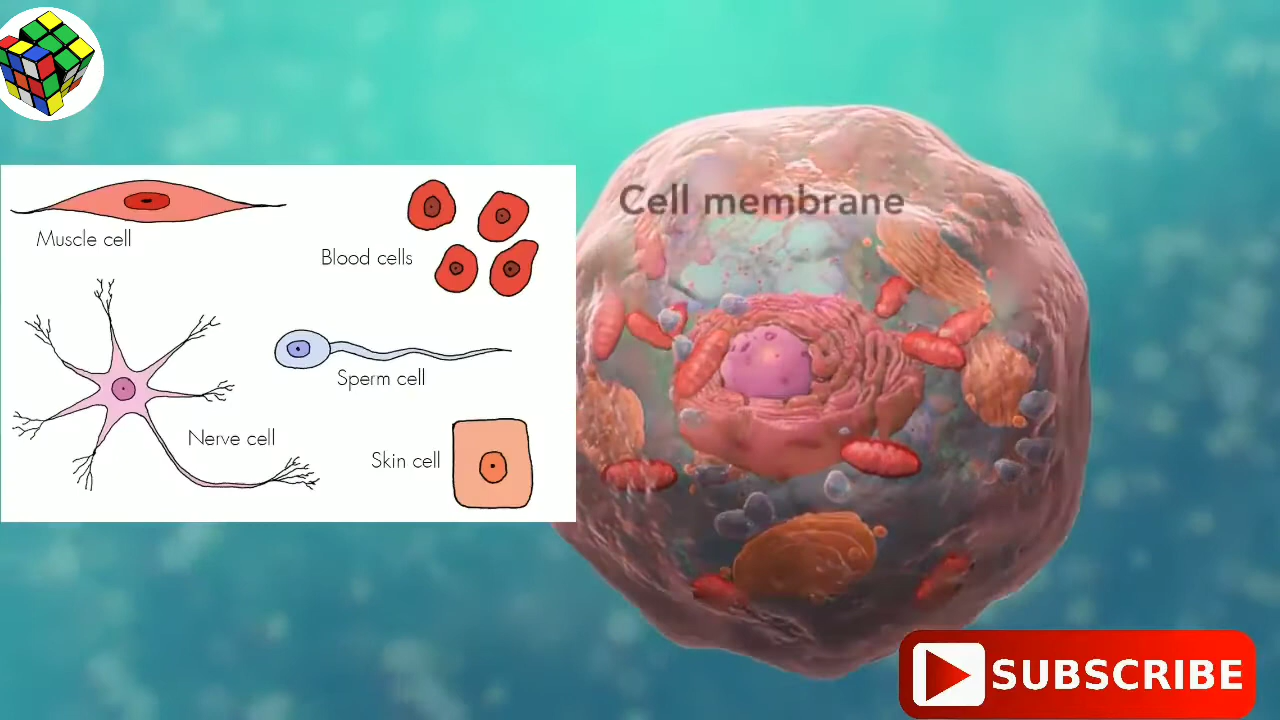 Cell membrane
Muscle cell
Blood cells
Sperm cell
Nerve cell
Skin cell
SUBSCRIBE